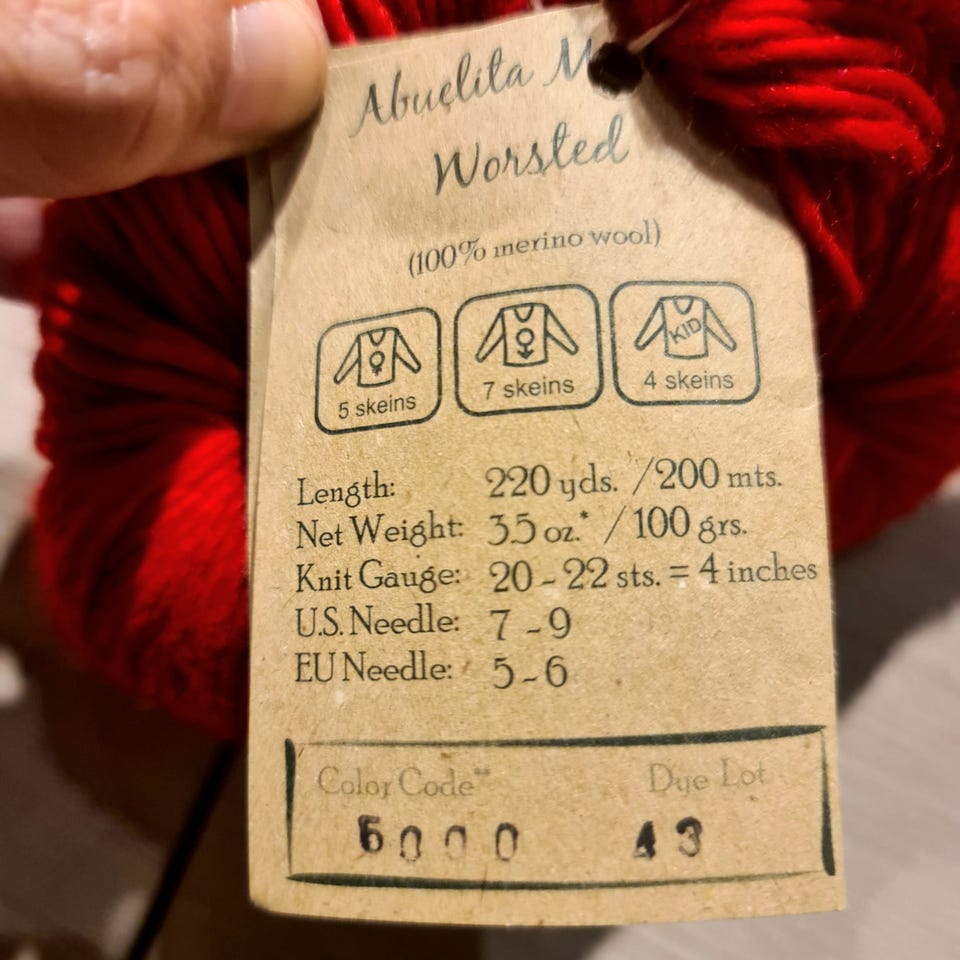 Abuelita
Worsted
(100% merino wool)
KID
5 skeins
7 skeins
4 skeins
Length: 220 yds. /200 mts.
Net Weight: 35 oz.* / 100 grs.
Knit Gauge: 20 - 22 sts. = 4 inches
U.S. Needle: 7 - 9
EU Needle: 5 - 6
Color Code** Dye Lot
6000 43